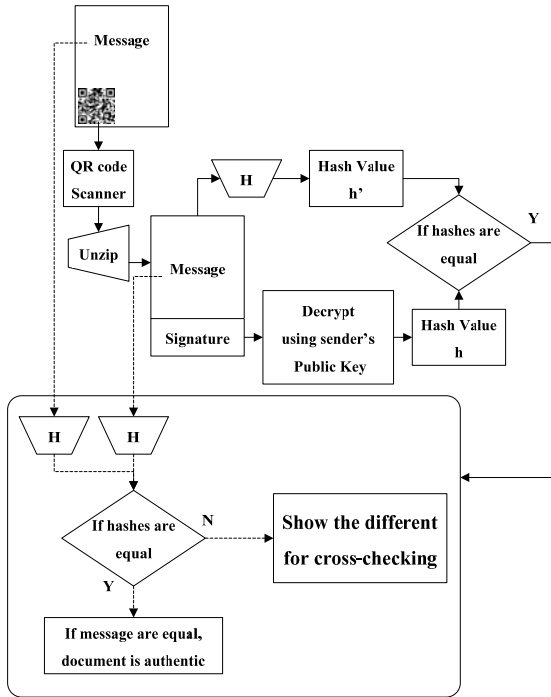 Message
QR code
Scanner
Unzip
Message
Signature
H
Hash Value
h’
If hashes are
equal
Y
Decrypt
using sender’s
Public Key
Hash Value
h
H
H
If hashes are
equal
N
Show the different
for cross-checking
Y
If message are equal,
document is authentic